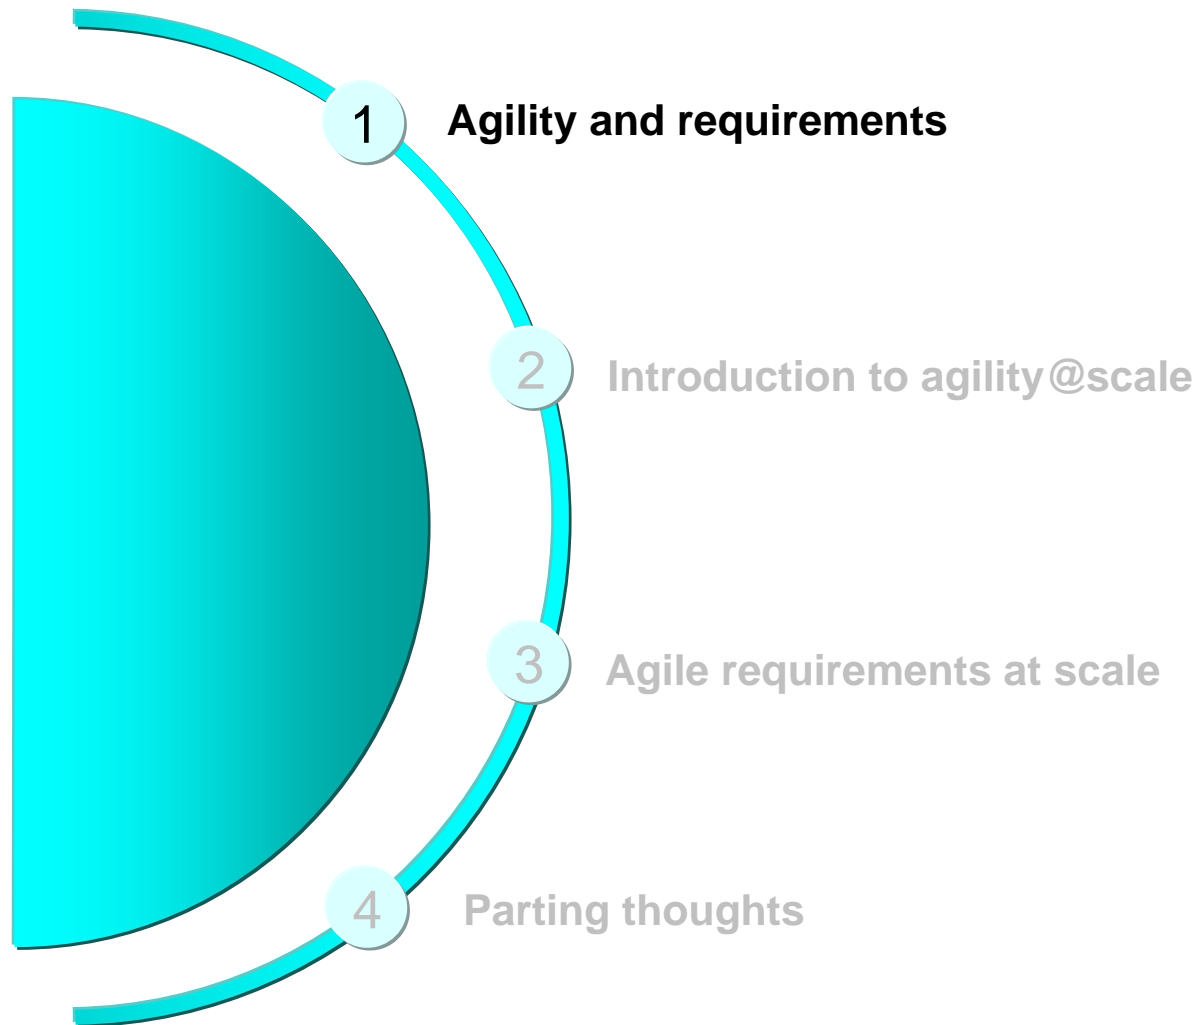 1 Agility and requirements
2 Introduction to agility@scale
3 Agile requirements at scale
4 Parting thoughts